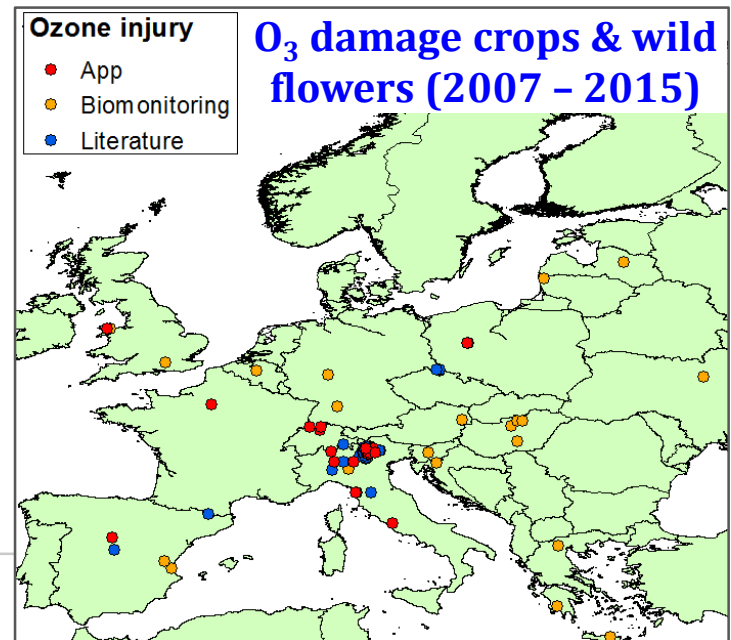 Ozone injury
App
Biomonitoring
Literature
O₃ damage crops & wild
flowers (2007 – 2015)